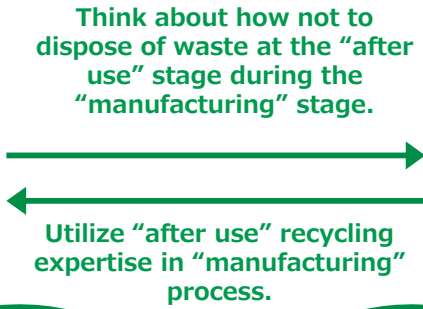 Think about how not to
dispose of waste at the “after
use” stage during the
“manufacturing” stage.
Utilize “after use” recycling
expertise in “manufacturing”
process.